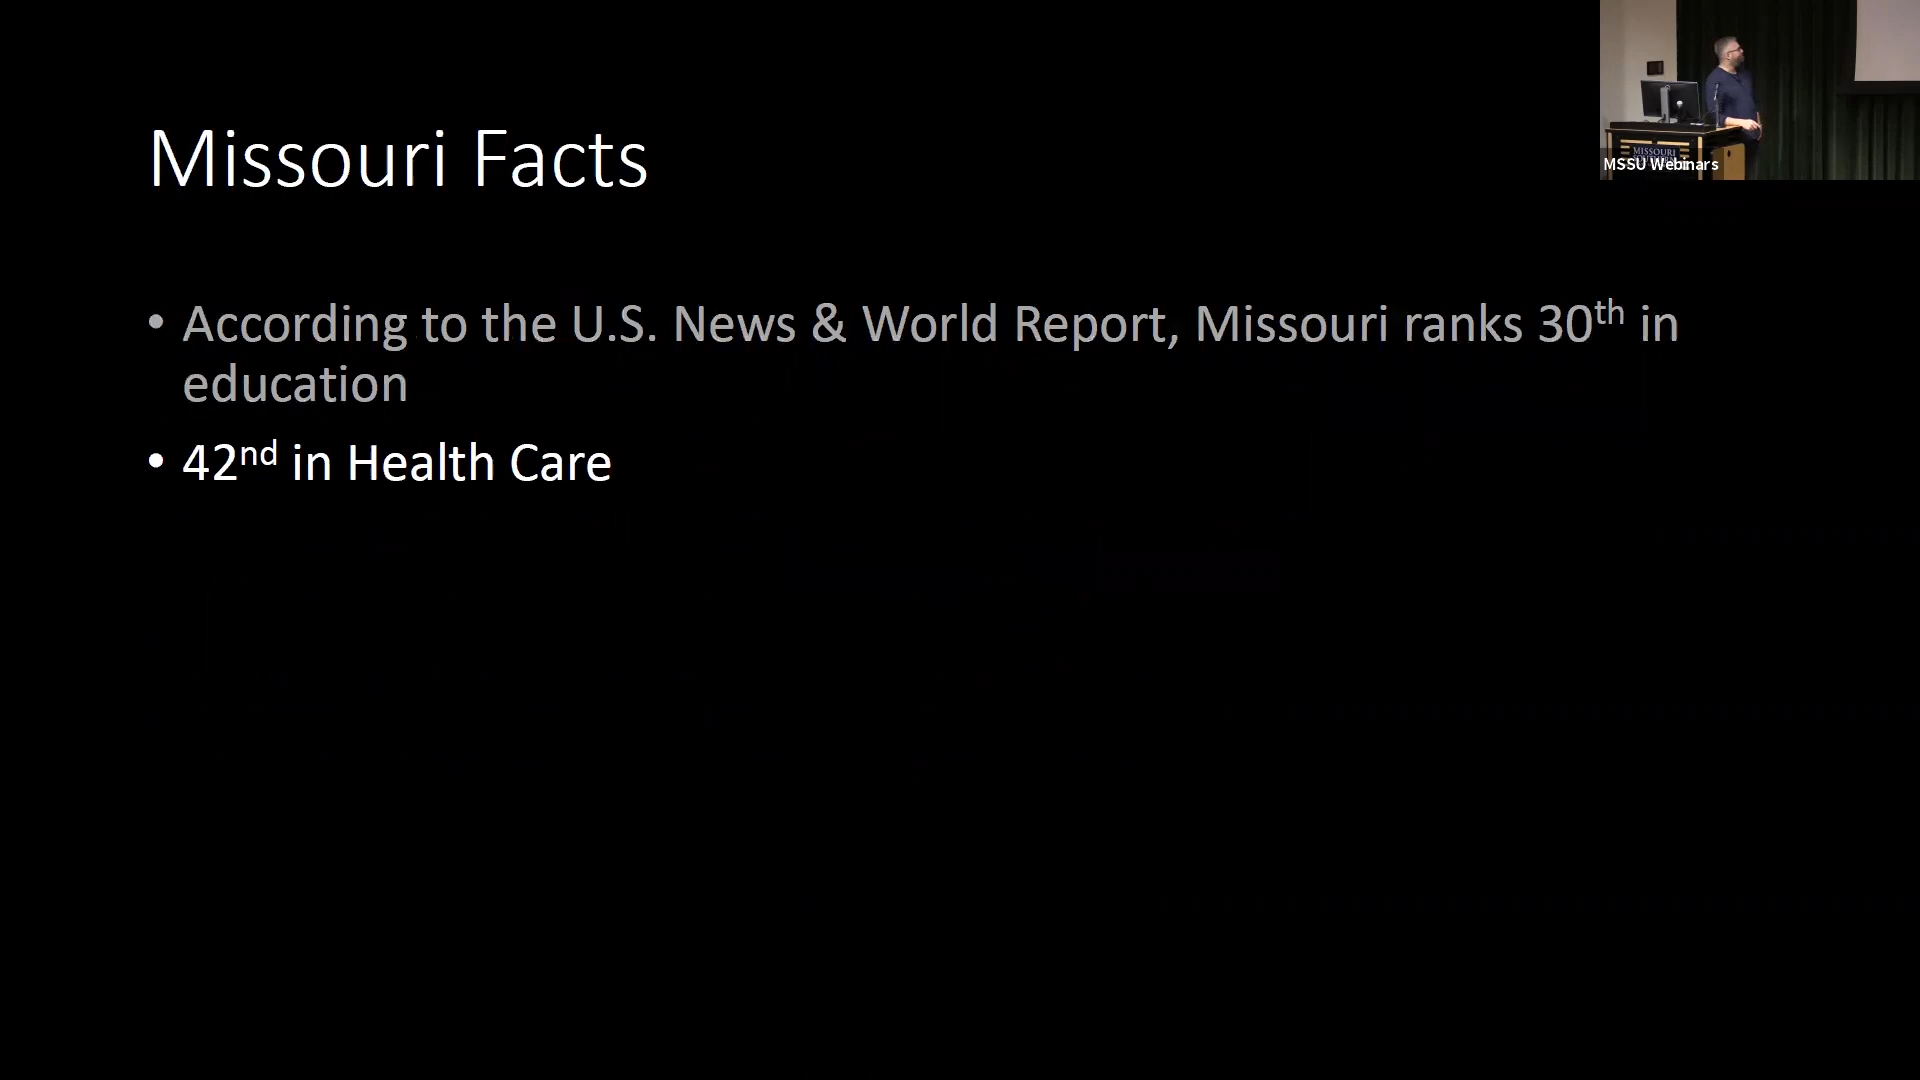 Missouri Facts
• According to the U.S. News & World Report, Missouri ranks 30th in
education
• 42nd in Health Care
MISSOURI
MSSU Webinars